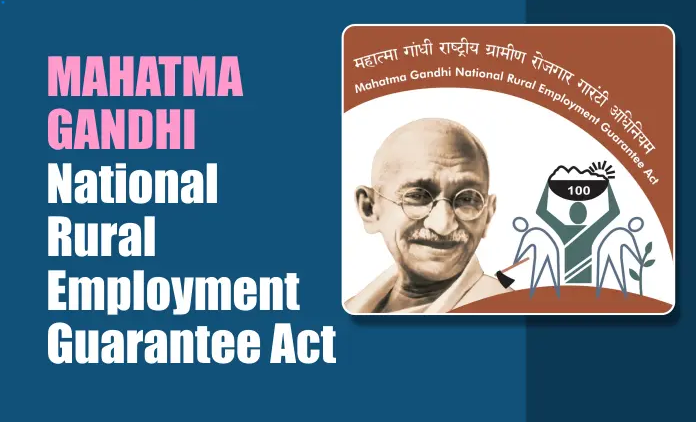 MAHATMA
GANDHI
National
Rural
Employment
Guarantee Act
महात्मा गांधी राष्ट्रीय ग्रामीण रोजगार गारंटी अधिनियम
Mahatma Gandhi National Rural Employment Guarantee Act
100